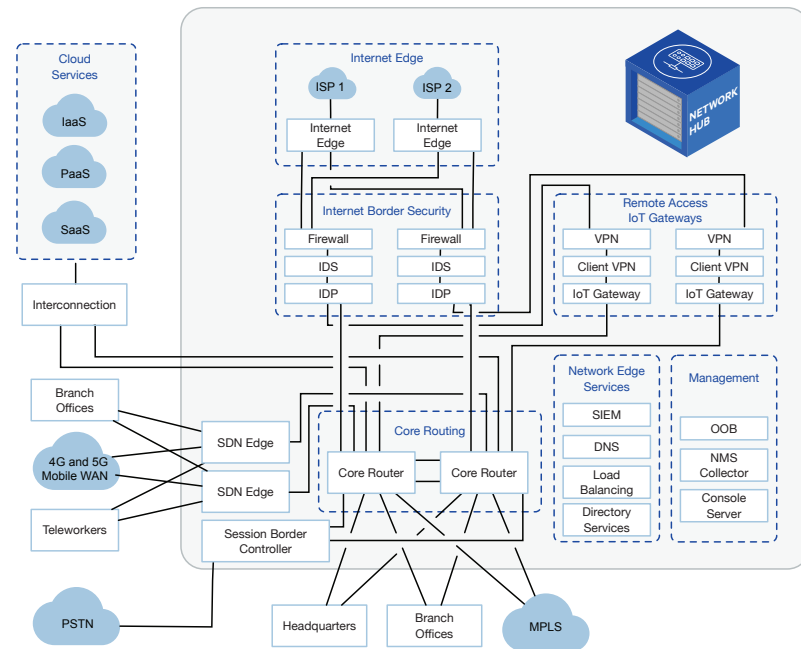 Cloud
Services
IaaS
PaaS
SaaS
Interconnection
Internet Edge
ISP 1
ISP 2
Internet
Edge
Internet
Edge
NETWORK
HUB
Internet Border Security
Firewall
IDS
IDP
Firewall
IDS
IDP
Remote Access
IoT Gateways
VPN
Client VPN
IoT Gateway
VPN
Client VPN
IoT Gateway
Branch
Offices
4G and 5G
Mobile WAN
Teleworkers
SDN Edge
SDN Edge
Session Border
Controller
Core Routing
Core Router
Core Router
Network Edge
Services
SIEM
DNS
Load
Balancing
Directory
Services
Management
OOB
NMS
Collector
Console
Server
PSTN
Headquarters
Branch
Offices
MPLS